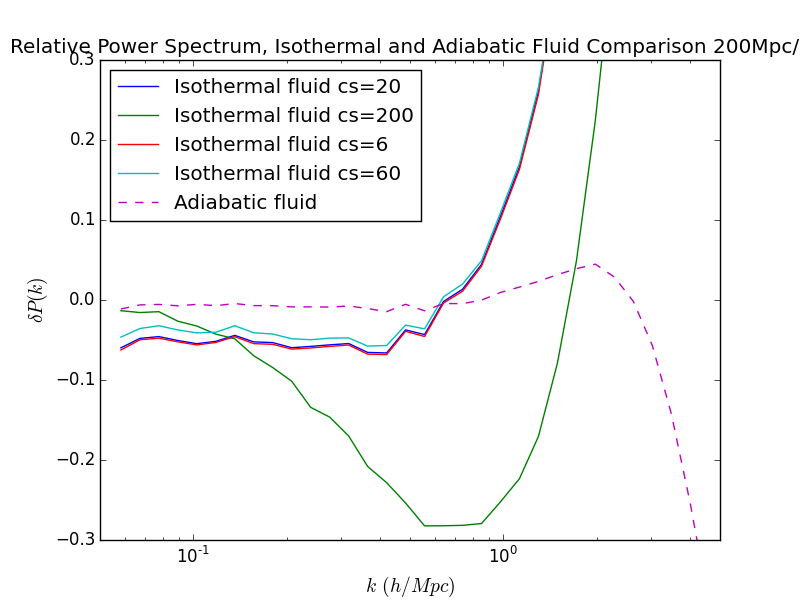 Relative Power Spectrum, Isothermal and Adiabatic Fluid Comparison 200Mpc/
Isothermal fluid cs=20
Isothermal fluid cs=200
Isothermal fluid cs=6
Isothermal fluid cs=60
Adiabatic fluid
0.3
0.2
0.1
0.0
−0.1
−0.2
−0.3
δP(k)
10⁻¹
10⁰
k (h/Mpc)